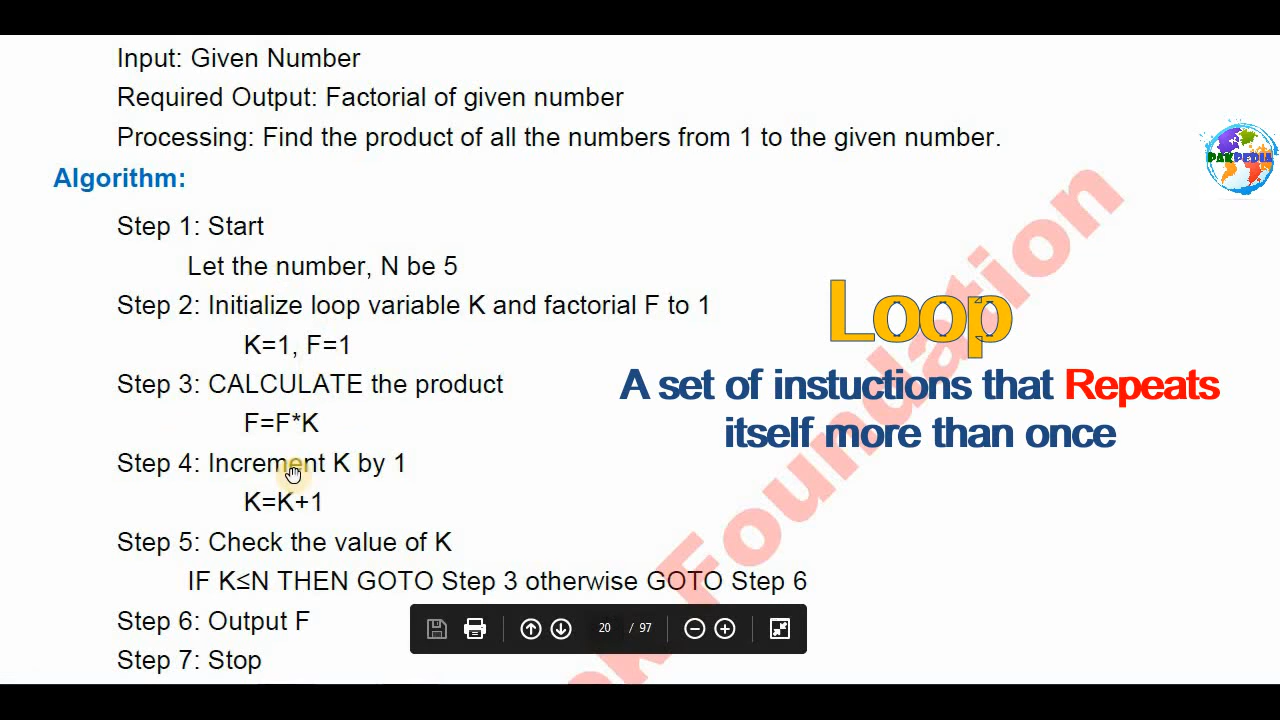 Input: Given Number
Required Output: Factorial of given number
Processing: Find the product of all the numbers from 1 to the given number.
PAKPEDIA
Algorithm:
Step 1: Start
Let the number, N be 5
Step 2: Initialize loop variable K and factorial F to 1
K=1, F=1
Step 3: CALCULATE the product
F=F*K
Step 4: Increment K by 1
K=K+1
Step 5: Check the value of K
IF K≤N THEN GOTO Step 3 otherwise GOTO Step 6
Step 6: Output F
Step 7: Stop
Loop
A set of instuctions that Repeats
itself more than once
Foundation
20 / 97